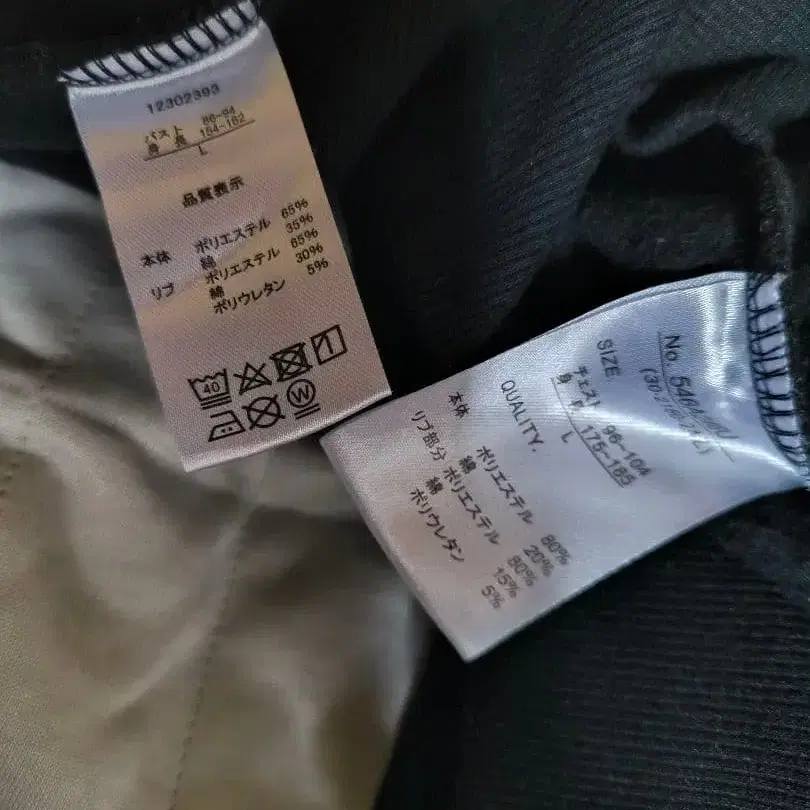 12302393
バスト 86-94
身長 154-162
L
品質表示
本体 ポリエステル 65%
綿 35%
リブ ポリエステル 65%
綿 30%
ポリウレタン 5%
40
W
No.
SIZE.
チェスト 96-104
身長 175-185
L
QUALITY.
本体 ポリエステル 80%
綿 20%
リブ部分 ポリエステル 80%
綿 15%
ポリウレタン 5%